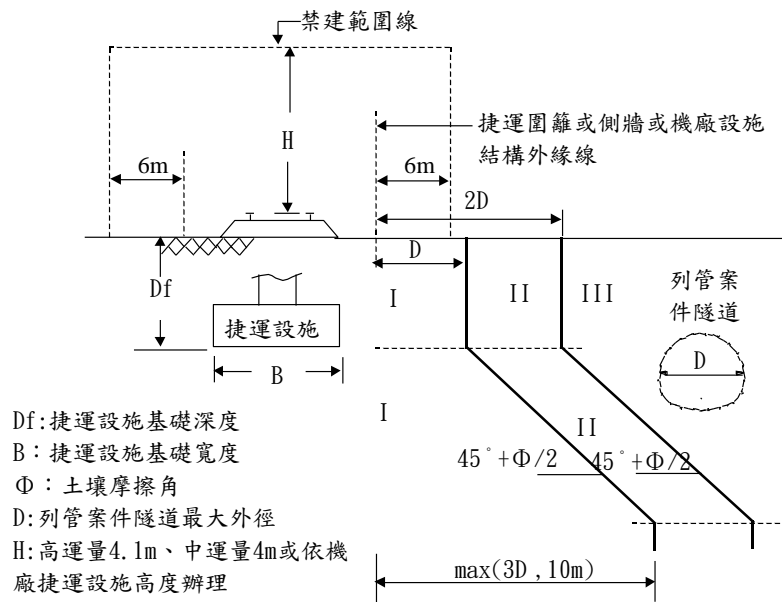 禁建範圍線
H
捷運圍籬或側牆或機廠設施
結構外緣線
6m
6m
2D
D
Df
I
II
III
列管案
件隧道
捷運設施
D
B
I
II
45°+Φ/2
45°+Φ/2
Df:捷運設施基礎深度
B：捷運設施基礎寬度
Φ：土壤摩擦角
D:列管案件隧道最大外徑
H:高運量4.1m、中運量4m或依機
廠捷運設施高度辦理
max(3D,10m)